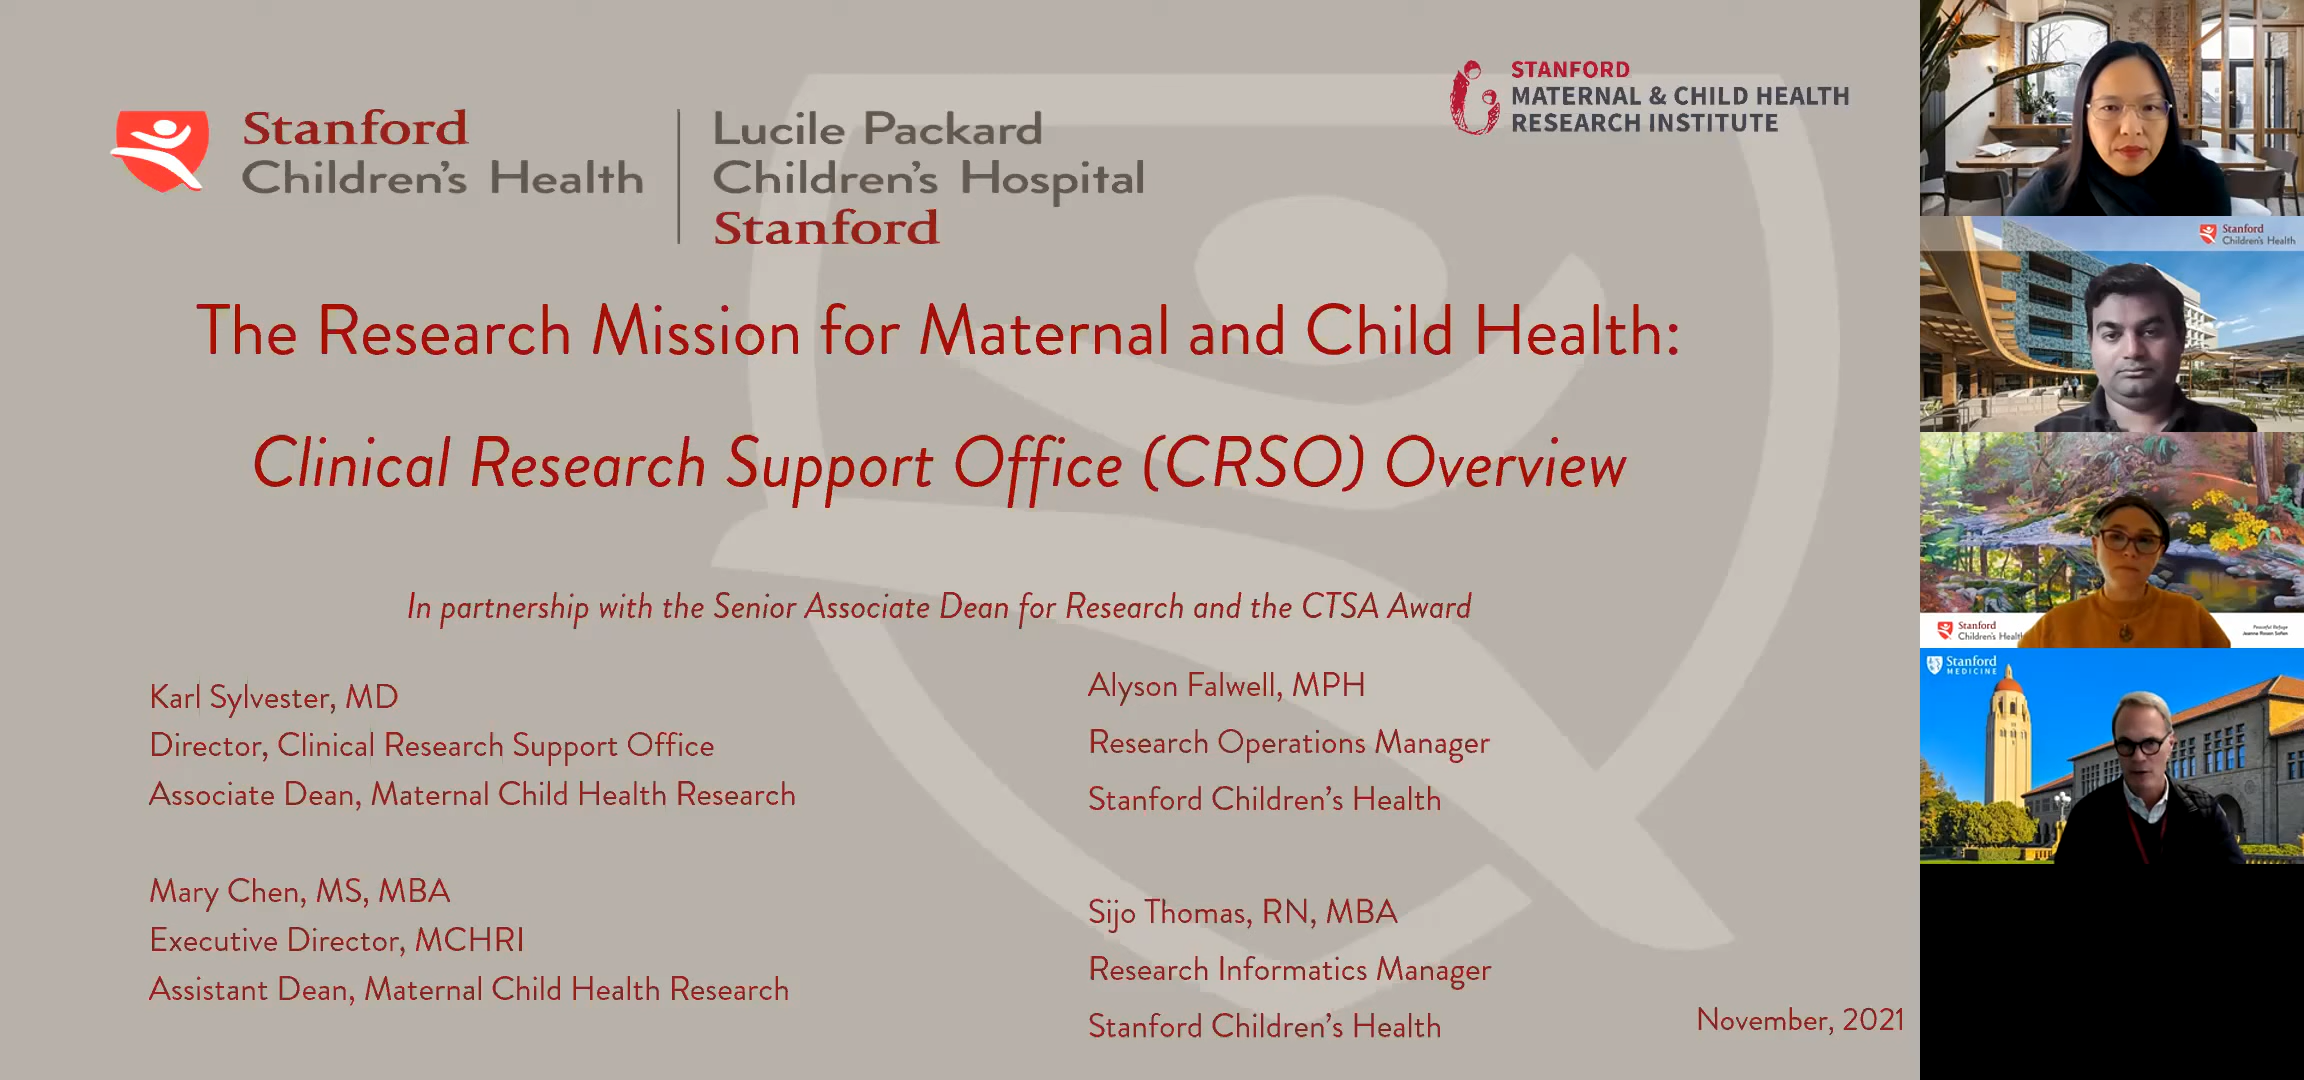 Stanford
Children's Health
Lucile Packard
Children's Hospital
Stanford
STANFORD
MATERNAL & CHILD HEALTH
RESEARCH INSTITUTE
The Research Mission for Maternal and Child Health:
Clinical Research Support Office (CRSO) Overview
In partnership with the Senior Associate Dean for Research and the CTSA Award
Karl Sylvester, MD
Director, Clinical Research Support Office
Associate Dean, Maternal Child Health Research
Mary Chen, MS, MBA
Executive Director, MCHRI
Assistant Dean, Maternal Child Health Research
Alyson Falwell, MPH
Research Operations Manager
Stanford Children's Health
Sijo Thomas, RN, MBA
Research Informatics Manager
Stanford Children's Health
November, 2021
Stanford
Children's Health
Stanford
Children's Health
Peaceful Refuge
Stanford
MEDICINE